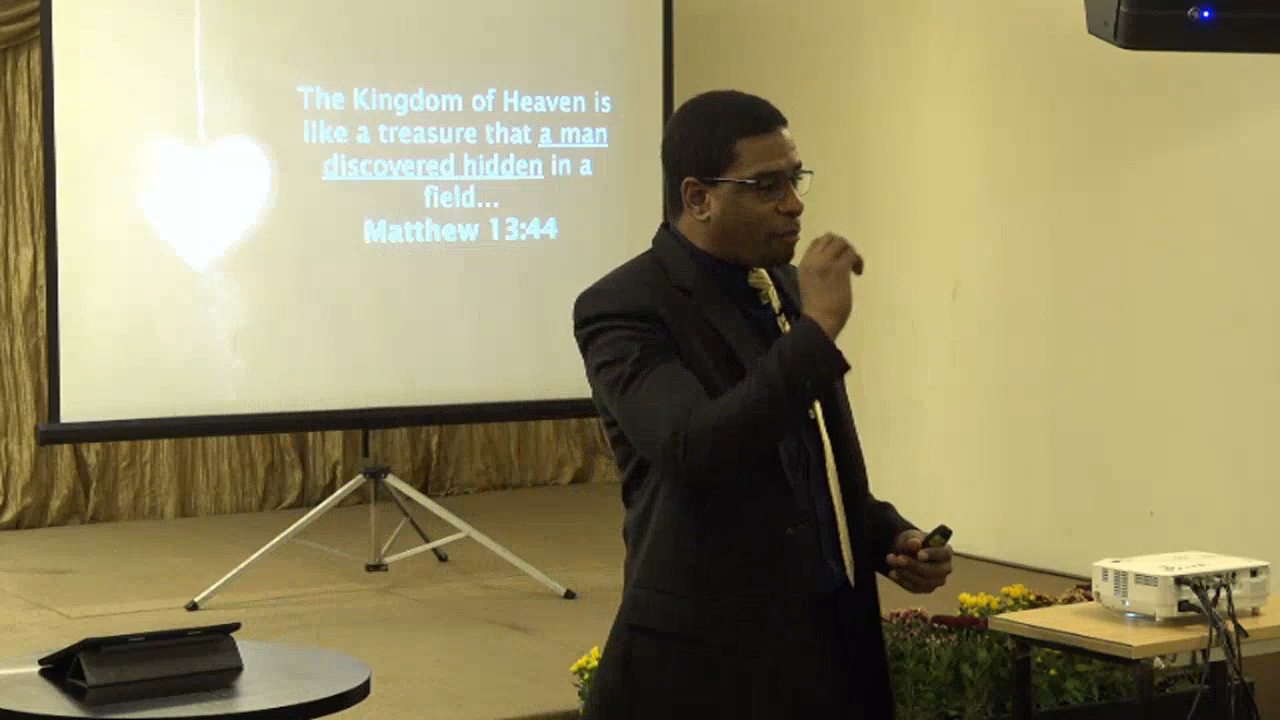 The Kingdom of Heaven is
like a treasure that a man
discovered hidden in a
field...
Matthew 13:44